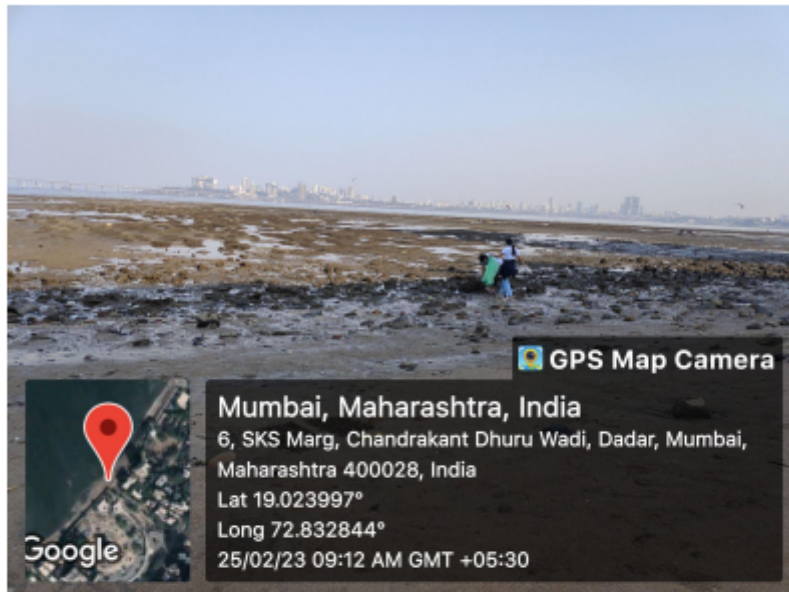 GPS Map Camera
Mumbai, Maharashtra, India
6, SKS Marg, Chandrakant Dhuru Wadi, Dadar, Mumbai,
Maharashtra 400028, India
Lat 19.023997°
Long 72.832844°
25/02/23 09:12 AM GMT +05:30
Google